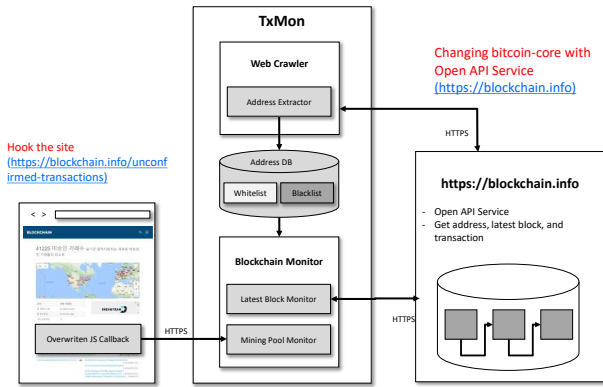 TxMon
Web Crawler
Address Extractor
Changing bitcoin-core with
Open API Service
(https://blockchain.info)
HTTPS
Hook the site
(https://blockchain.info/unconf
irmed-transactions)
Address DB
Whitelist
Blacklist
https://blockchain.info
- Open API Service
- Get address, latest block, and
transaction
< >
BLOCKCHAIN
Blockchain Monitor
Latest Block Monitor
HTTPS
Overwriten JS Callback
HTTPS
Mining Pool Monitor